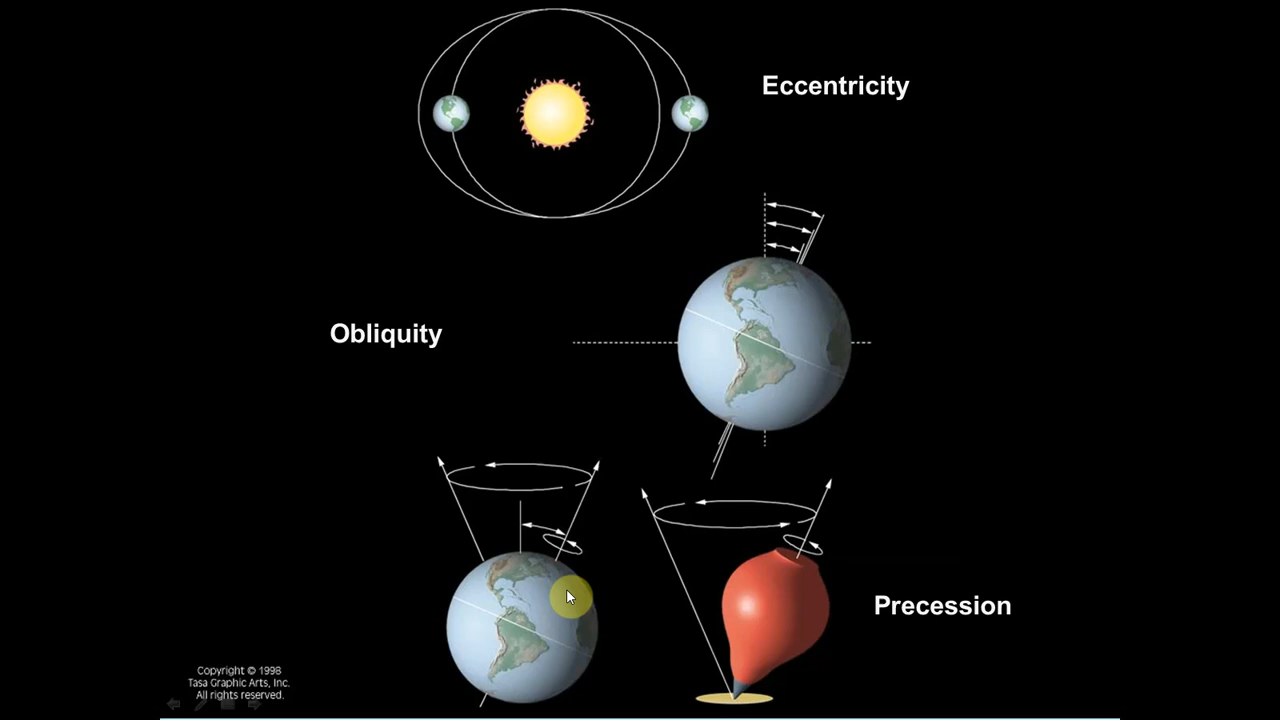 Eccentricity
Obliquity
Precession
Copyright © 1998
Tasa Graphic Arts, Inc.
All rights reserved.